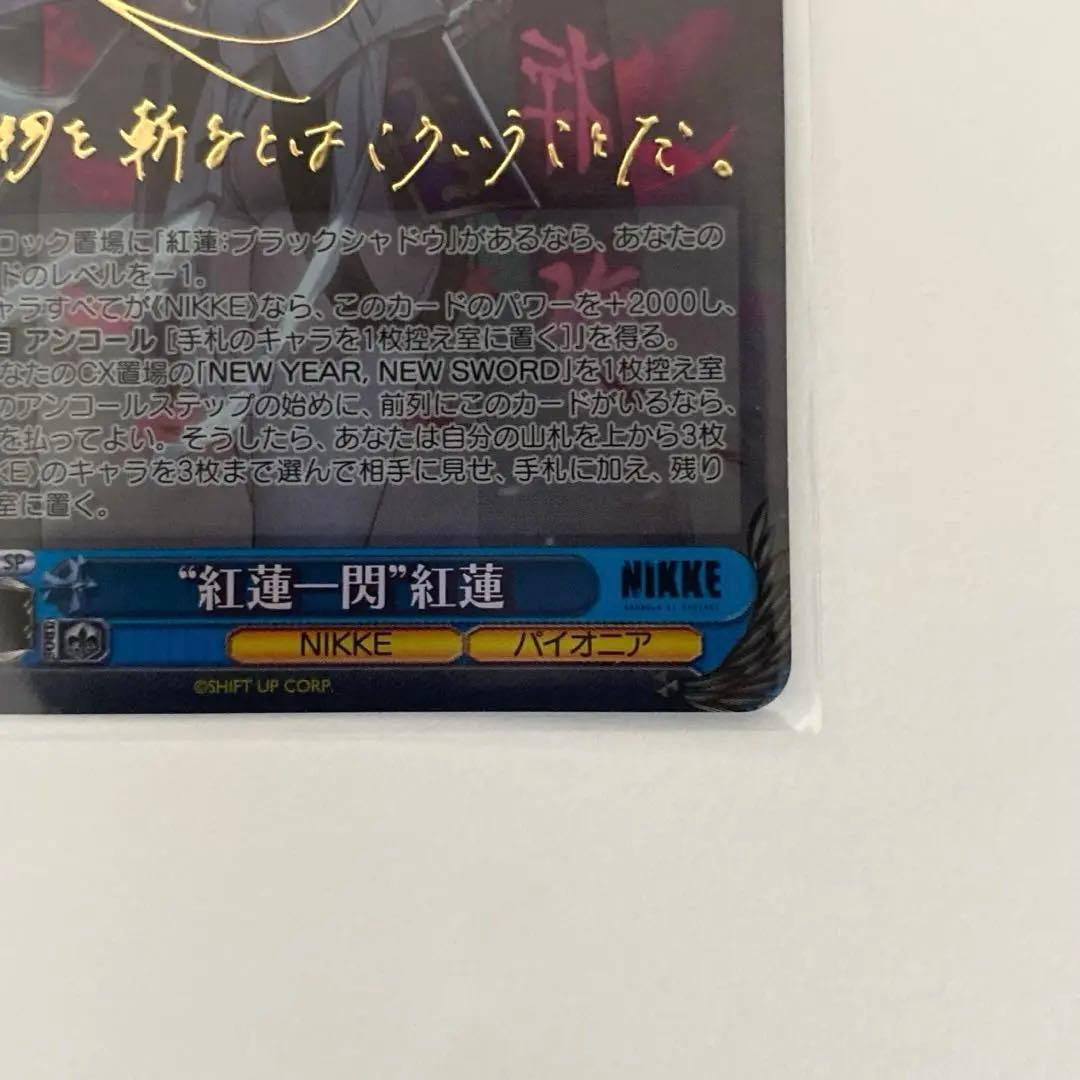 物を斬るとはこういうことだ。
ロック置場に「紅蓮：ブラックシャドウ」があるなら、あなたの
ドのレベルを－1。
ャラすべてが《NIKKE》なら、このカードのパワーを＋2000し、
自 アンコール ［手札のキャラを1枚控え室に置く］』を得る。
なたのCX置場の「NEW YEAR, NEW SWORD」を1枚控え室
のアンコールステップの始めに、前列にこのカードがいるなら、
を払ってよい。そうしたら、あなたは自分の山札を上から3枚
KE》のキャラを3枚まで選んで相手に見せ、手札に加え、残り
室に置く。
SP
“紅蓮一閃”紅蓮 NIKKE
NIKKE パイオニア
©SHIFT UP CORP.